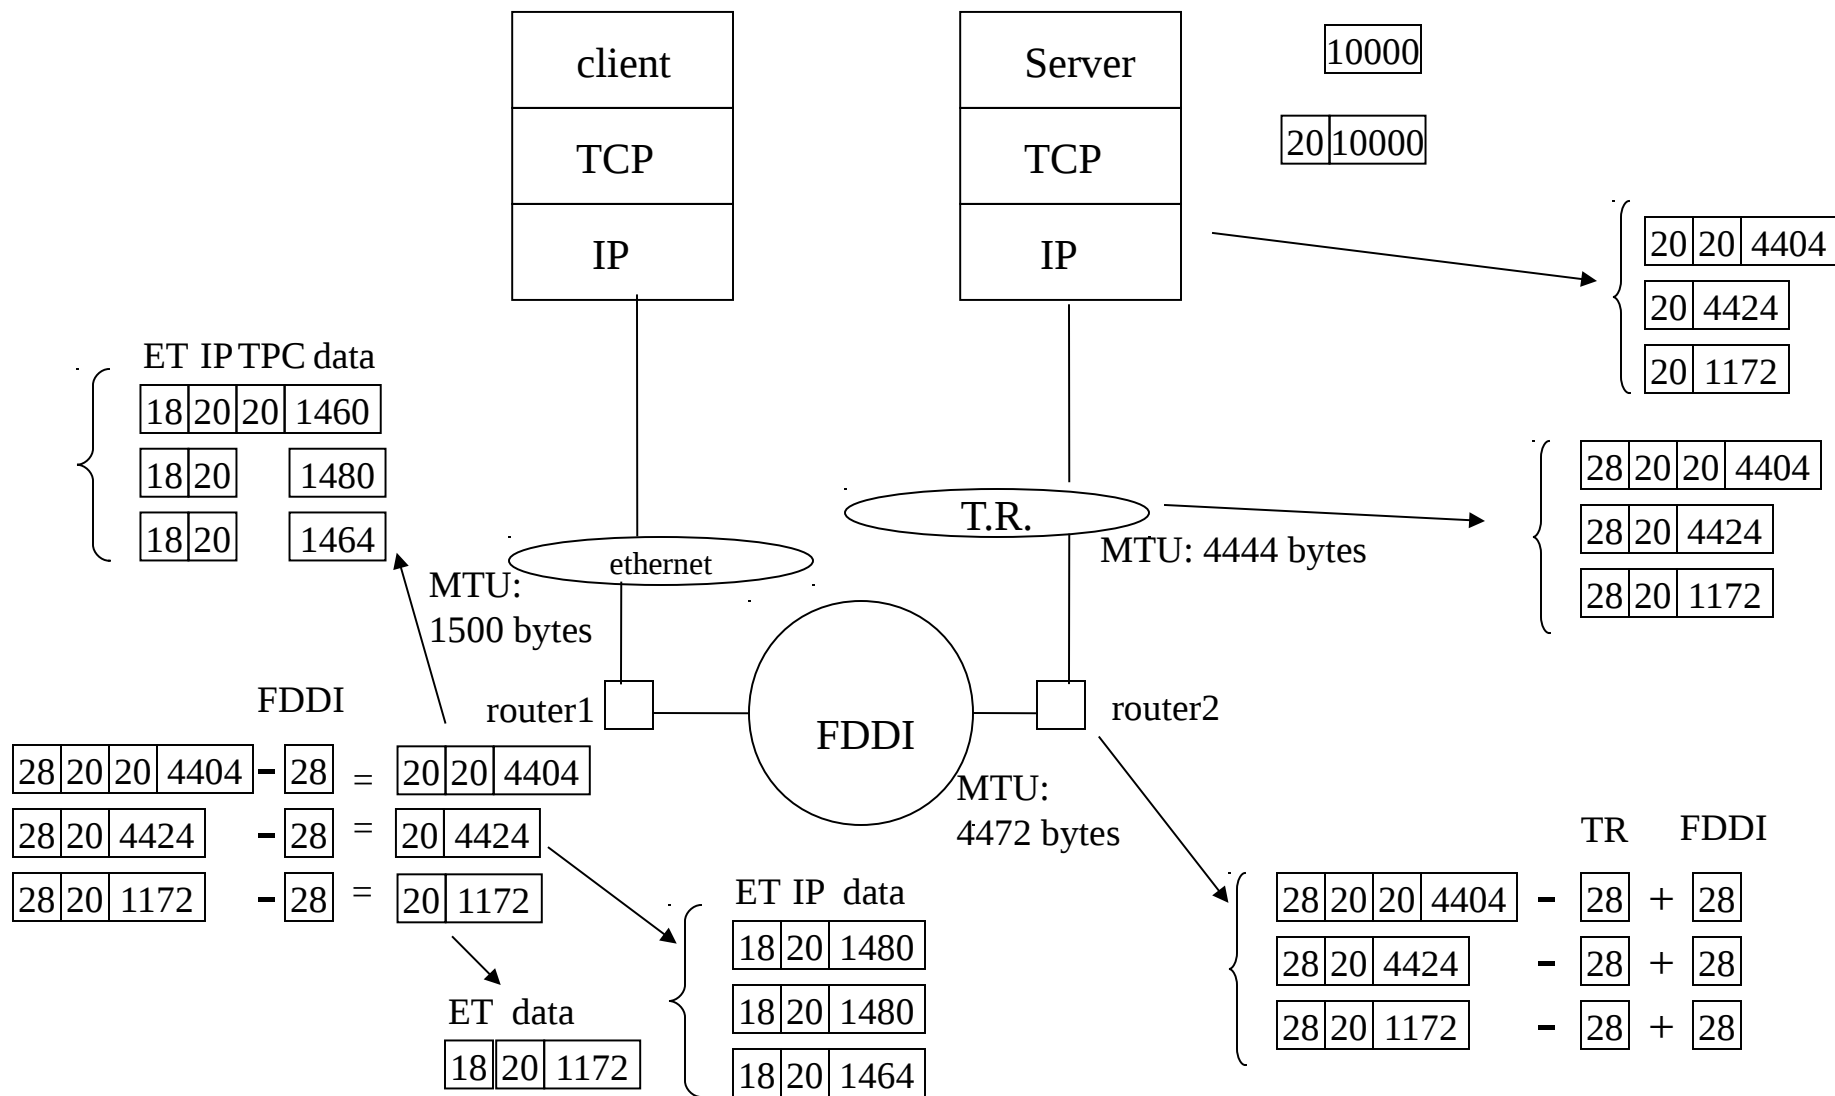 client
TCP
IP
Server
TCP
IP
10000
20 10000
20 20 4404
20 4424
20 1172
ET IP TPC data
18 20 20 1460
18 20 1480
18 20 1464
T.R.
MTU: 4444 bytes
28 20 20 4404
28 20 4424
28 20 1172
ethernet
MTU:
1500 bytes
router1
FDDI
router2
MTU:
4472 bytes
FDDI
28 20 20 4404 - 28 = 20 20 4404
28 20 4424 - 28 = 20 4424
28 20 1172 - 28 = 20 1172
ET data
18 20 1172
ET IP data
18 20 1480
18 20 1480
18 20 1464
TR FDDI
28 20 20 4404 - 28 + 28
28 20 4424 - 28 + 28
28 20 1172 - 28 + 28